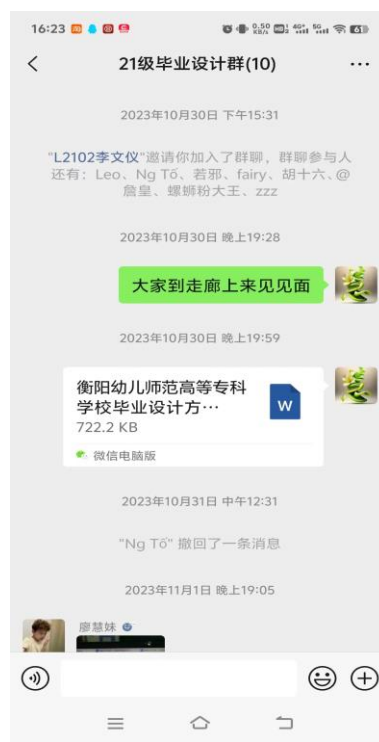 16:23
0.50 KB/s
4G+
5G
21级毕业设计群(10)
2023年10月30日 下午15:31
"L2102李文仪"邀请你加入了群聊，群聊参与人
还有：Leo、Ng Tố、若邪、fairy、胡十六、@
詹皇、螺蛳粉大王、zzz
2023年10月30日 晚上19:28
大家到走廊上来见见面
2023年10月30日 晚上19:59
衡阳幼儿师范高等专科
学校毕业设计方…
W
722.2 KB
微信电脑版
2023年10月31日 中午12:31
"Ng Tố" 撤回了一条消息
2023年11月1日 晚上19:05
廖慧妹